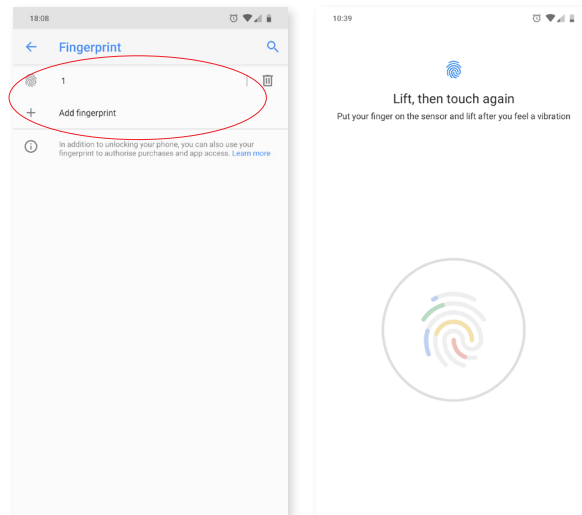 18:08
Fingerprint
1
Add fingerprint
In addition to unlocking your phone, you can also use your
fingerprint to authorise purchases and app access. Learn more
10:39
Lift, then touch again
Put your finger on the sensor and lift after you feel a vibration